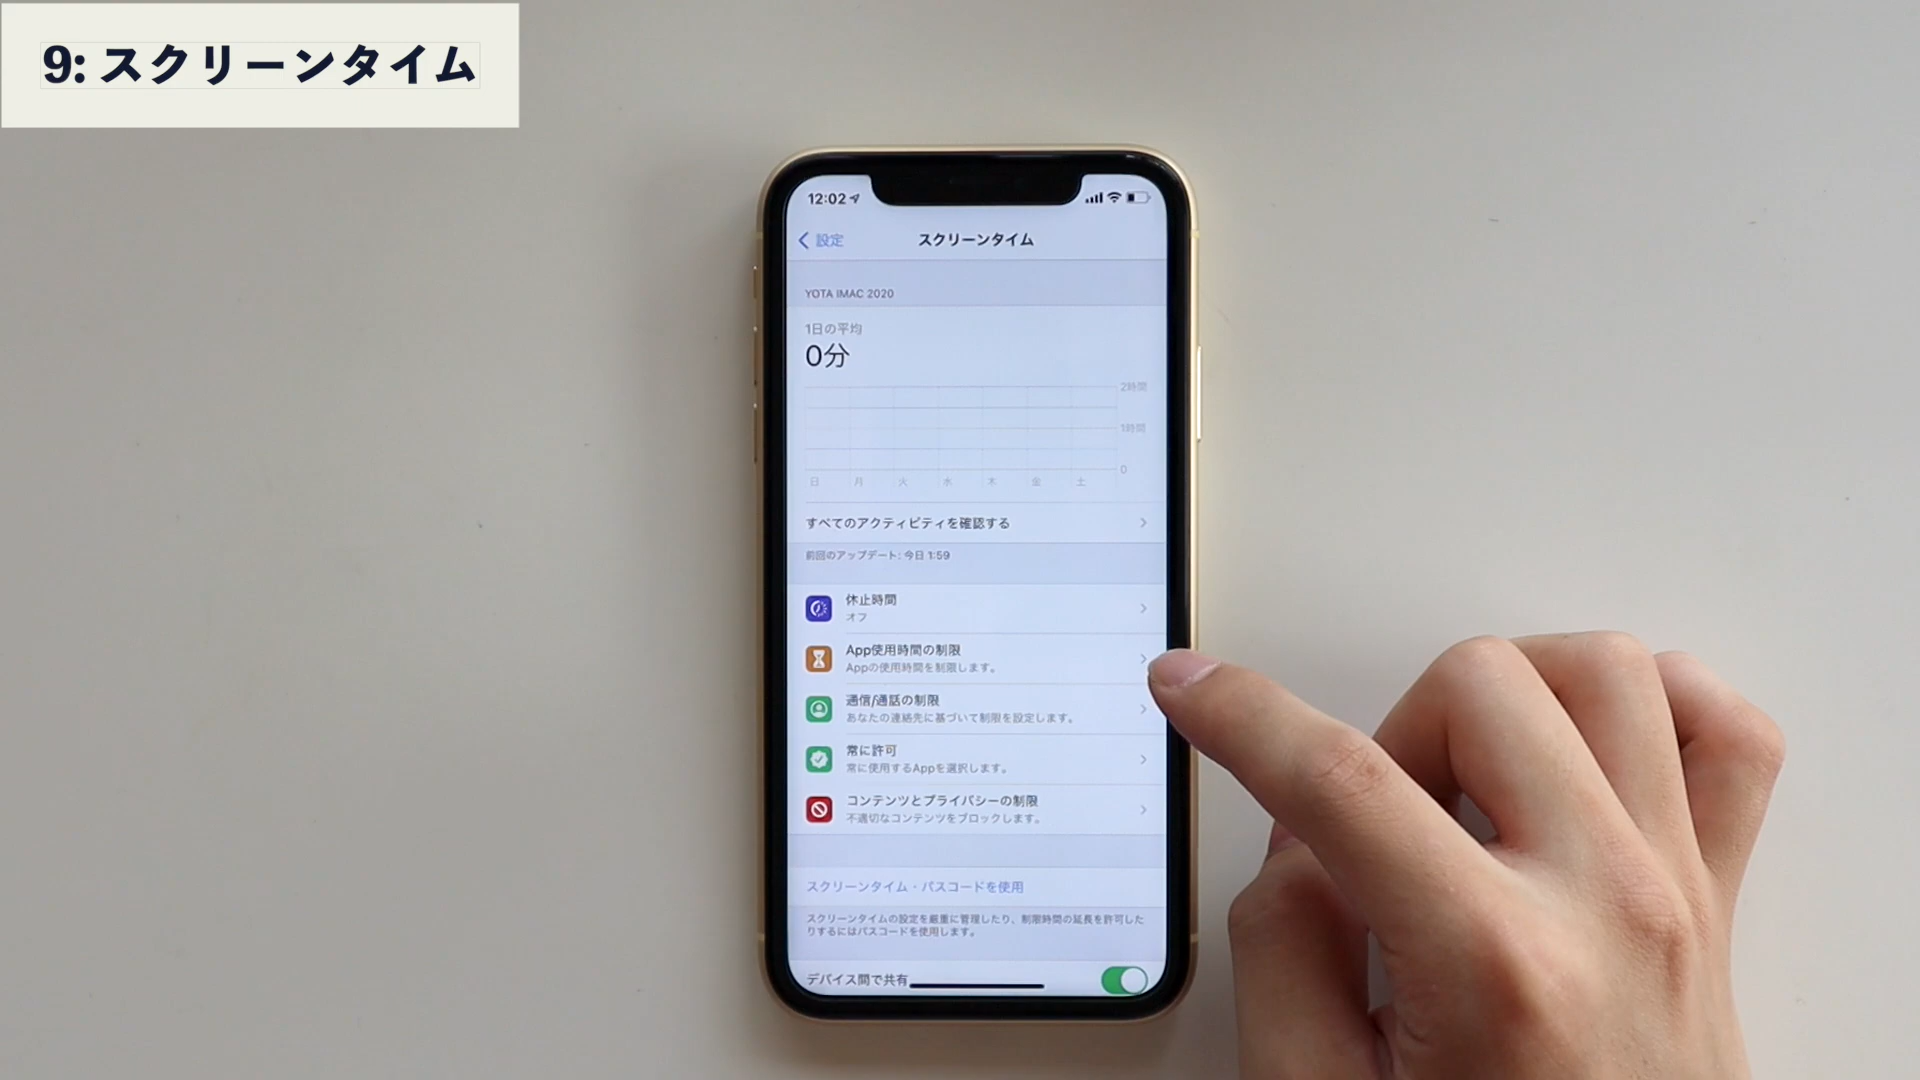 9: スクリーンタイム
12:02
設定
スクリーンタイム
YOTA IMAC 2020
1日の平均
0分
2時間
1時間
0
日 月 火 水 木 金 土
すべてのアクティビティを確認する
前回のアップデート: 今日 1:59
休止時間
オフ
App使用時間の制限
Appの使用時間を制限します。
通信/通話の制限
あなたの連絡先に基づいて制限を設定します。
常に許可
常に使用するAppを選択します。
コンテンツとプライバシーの制限
不適切なコンテンツをブロックします。
スクリーンタイム・パスコードを使用
スクリーンタイムの設定を厳重に管理したり、制限時間の延長を許可した
りするにはパスコードを使用します。
デバイス間で共有